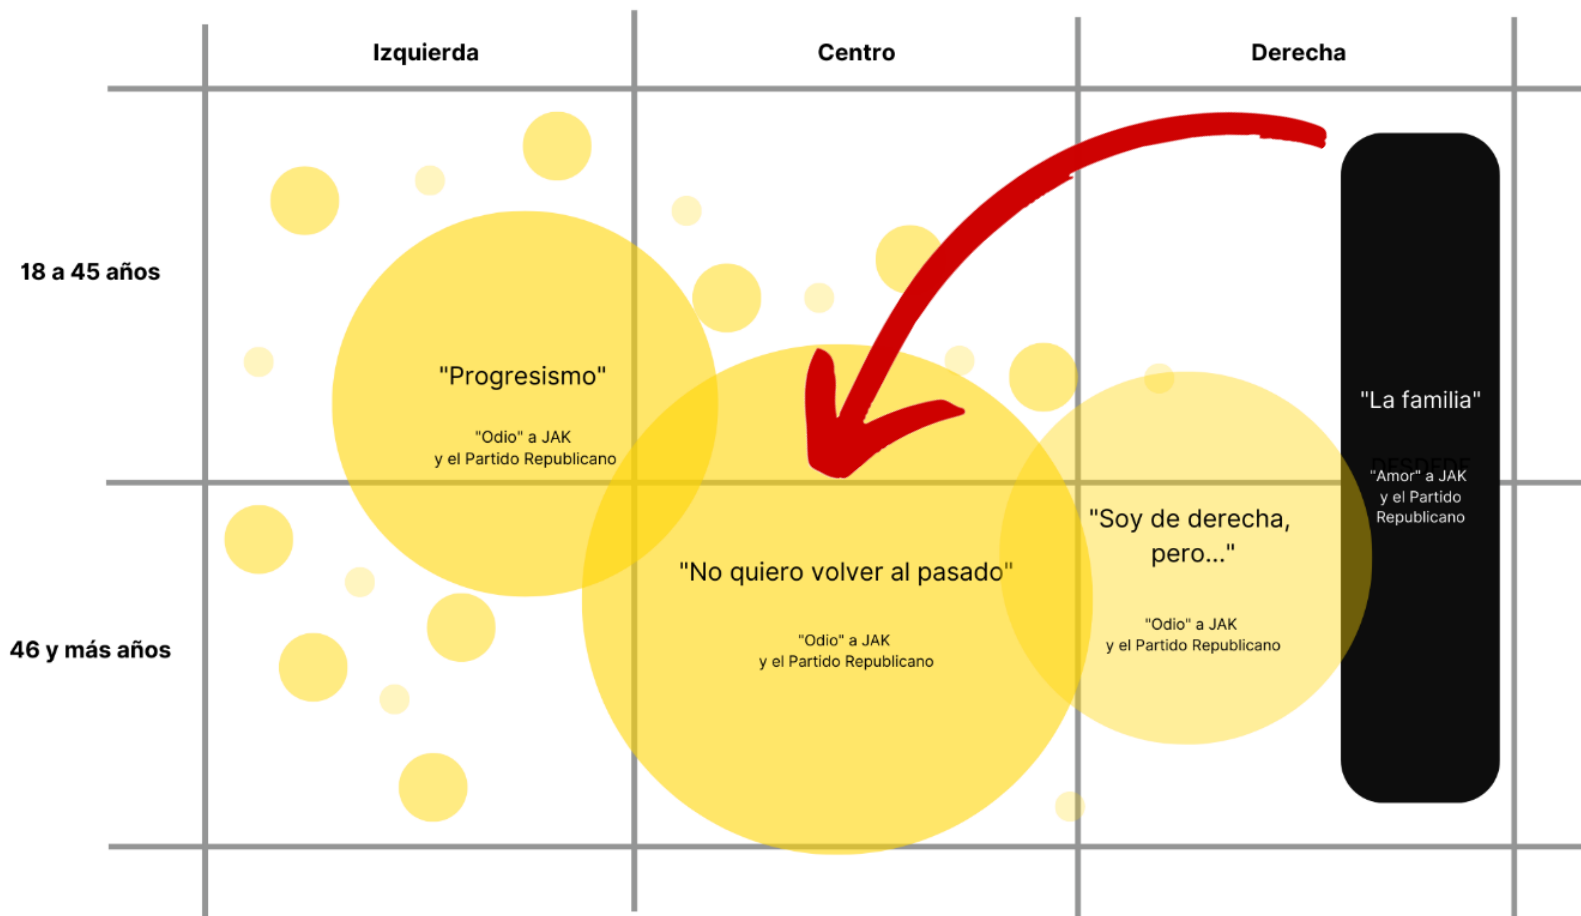 Izquierda
Centro
Derecha
18 a 45 años
"Progresismo"
"Odio" a JAK
y el Partido Republicano
"La familia"
"Amor" a JAK
y el Partido
Republicano
46 y más años
"No quiero volver al pasado"
"Odio" a JAK
y el Partido Republicano
"Soy de derecha,
pero..."
"Odio" a JAK
y el Partido Republicano